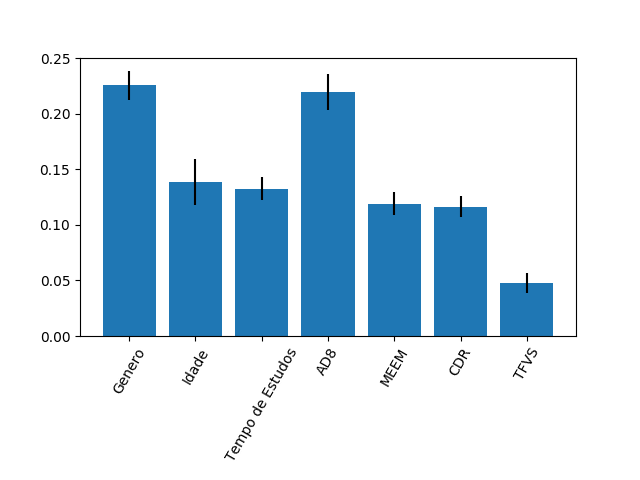 0.25
0.20
0.15
0.10
0.05
0.00
Genero
Idade
Tempo de Estudos
AD8
MEEM
CDR
TFVS